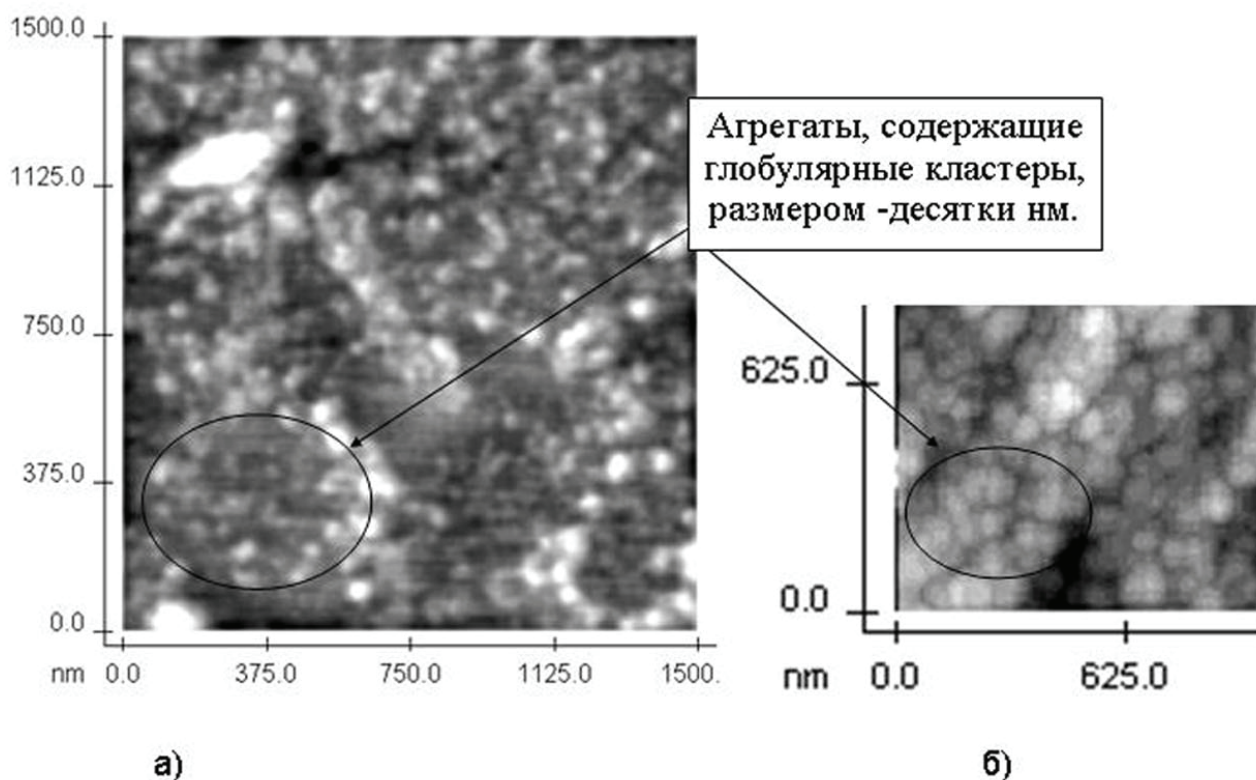 1500.0
1125.0
750.0
375.0
0.0
nm 0.0 375.0 750.0 1125.0 1500.
Агрегаты, содержащие
глобулярные кластеры,
размером -десятки нм.
625.0
0.0
nm 0.0 625.0
а)
б)